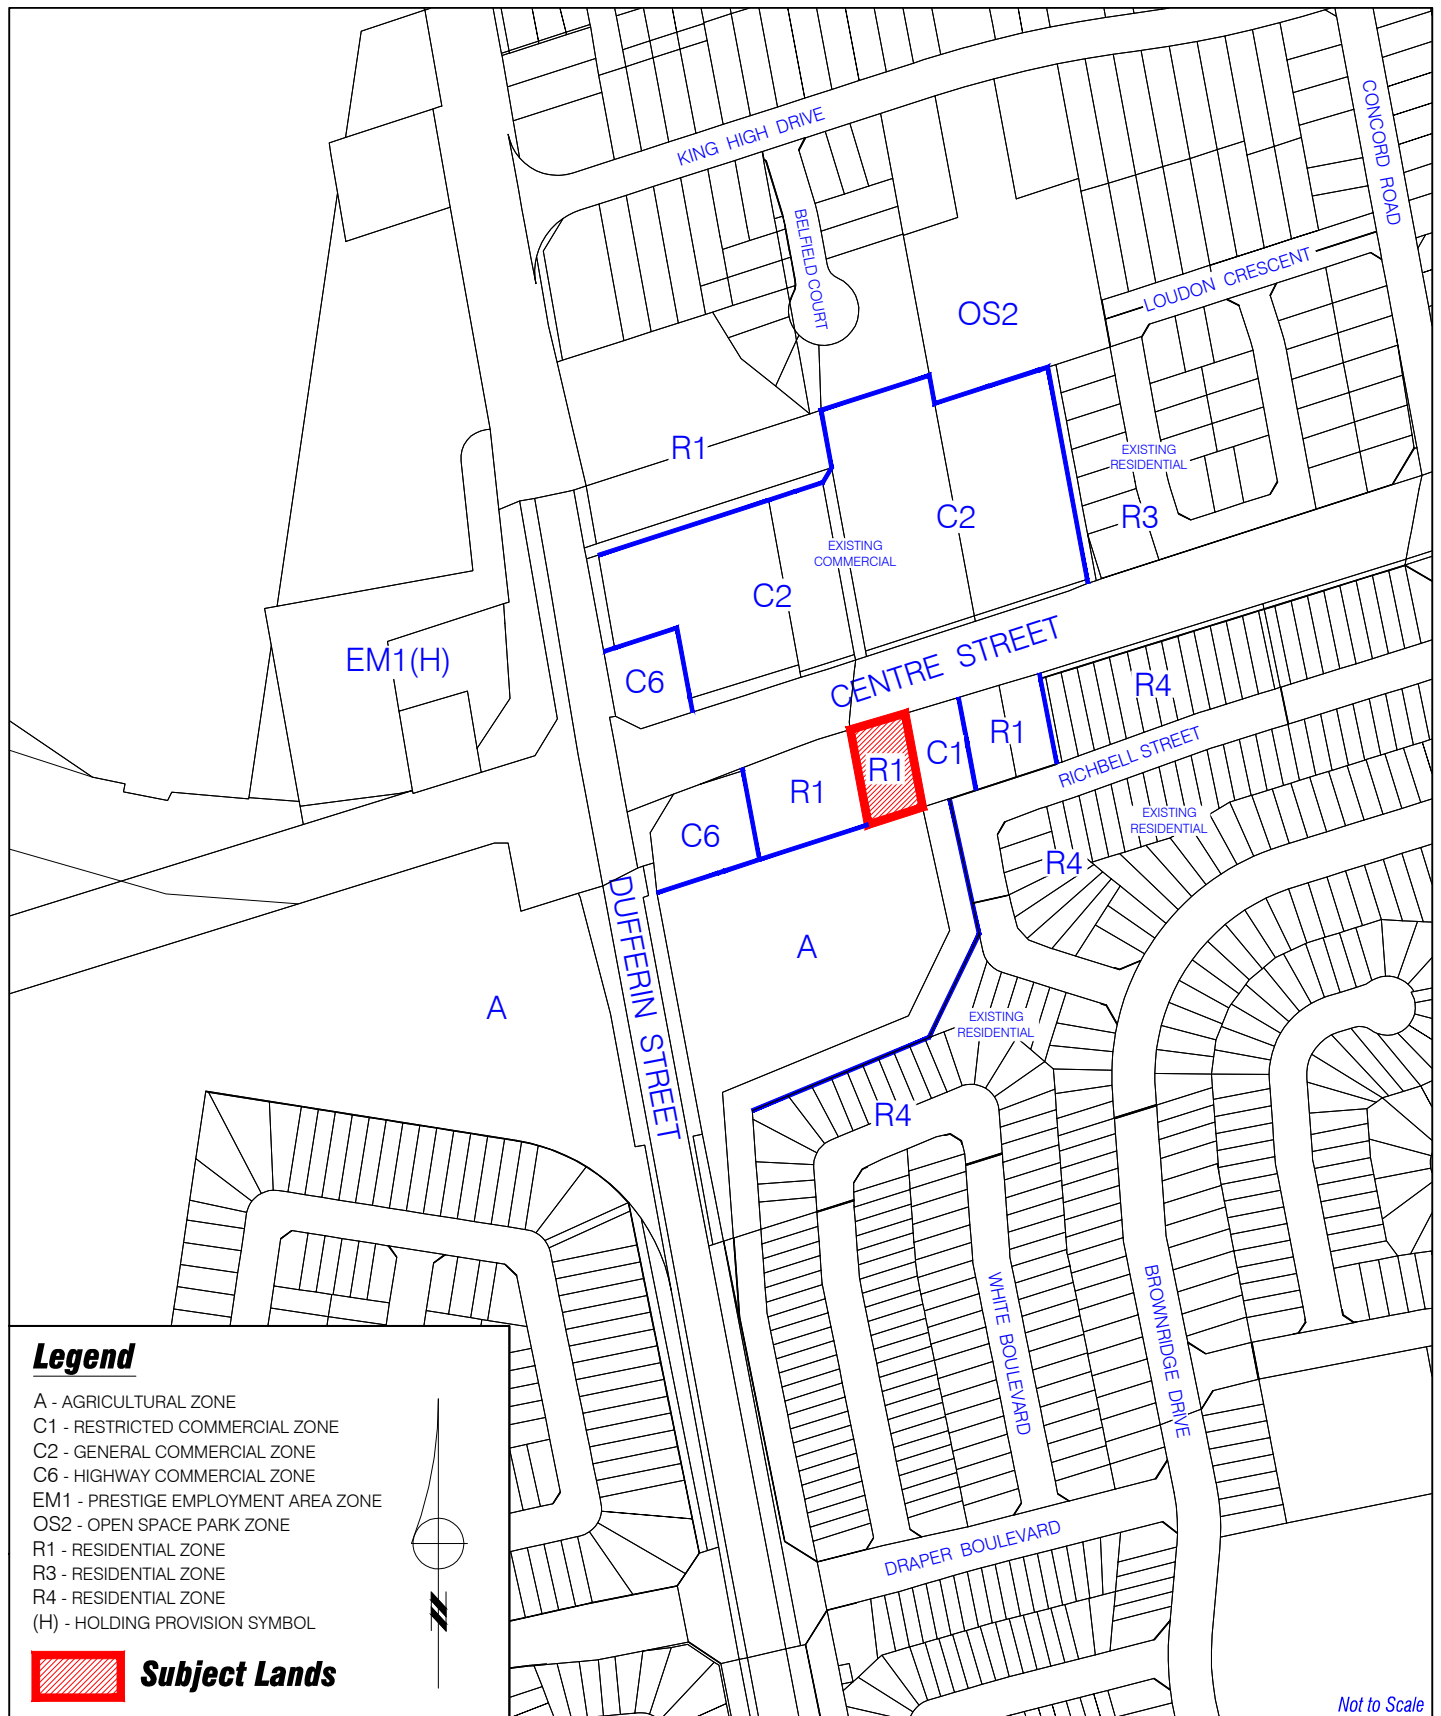 KING HIGH DRIVE
CONCORD ROAD
BELFIELD COURT
LOUDON CRESCENT
OS2
R1
EXISTING
RESIDENTIAL
C2
R3
EXISTING
COMMERCIAL
C2
CENTRE STREET
EM1(H)
C6
R4
R1
C1
RICHBELL STREET
R1
R1
C6
EXISTING
RESIDENTIAL
R4
DUFFERIN STREET
A
A
EXISTING
RESIDENTIAL
R4
WHITE BOULEVARD
BROWNRIDGE DRIVE
DRAPER BOULEVARD
Legend
A - AGRICULTURAL ZONE
C1 - RESTRICTED COMMERCIAL ZONE
C2 - GENERAL COMMERCIAL ZONE
C6 - HIGHWAY COMMERCIAL ZONE
EM1 - PRESTIGE EMPLOYMENT AREA ZONE
OS2 - OPEN SPACE PARK ZONE
R1 - RESIDENTIAL ZONE
R3 - RESIDENTIAL ZONE
R4 - RESIDENTIAL ZONE
(H) - HOLDING PROVISION SYMBOL
Subject Lands
Not to Scale